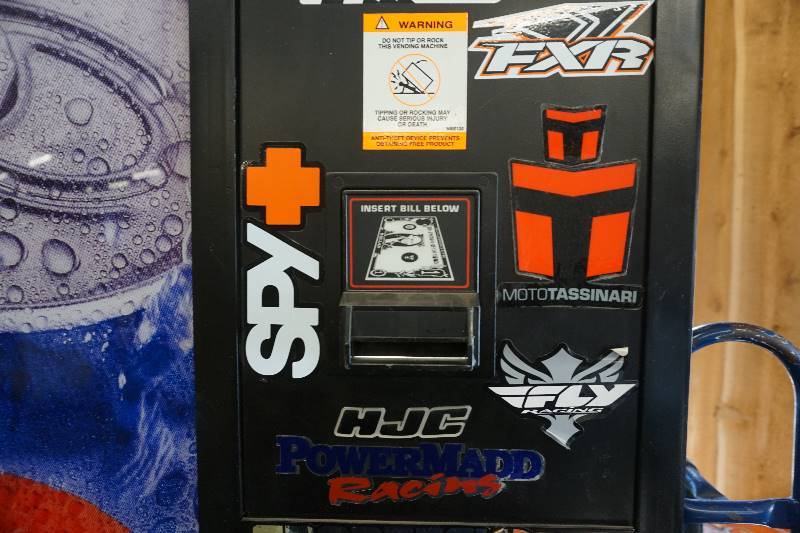 WARNING
DO NOT TIP OR ROCK
THIS VENDING MACHINE
TIPPING OR ROCKING MAY
CAUSE SERIOUS INJURY
OR DEATH
ANTI-THEFT DEVICE PREVENTS
OBTAINING FREE PRODUCT
FXR
SPY
INSERT BILL BELOW
MOTOTASSINARI
FLY
RACING
HJC
POWERMADD
Racing